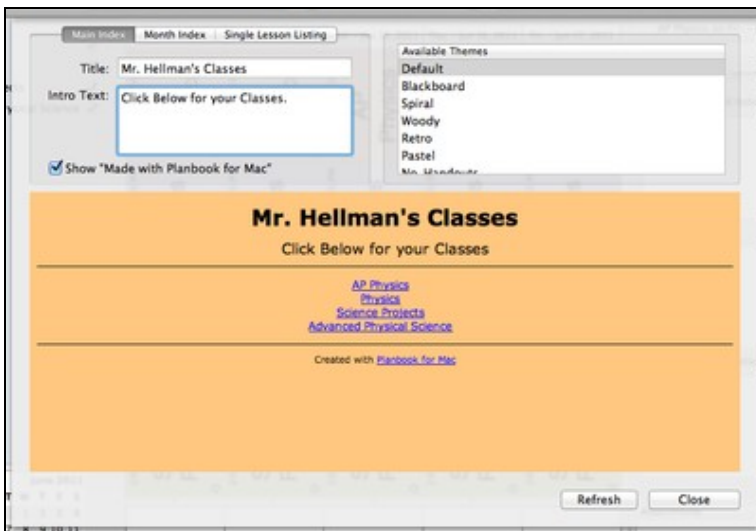 Main Index Month Index Single Lesson Listing
Title: Mr. Hellman's Classes
Intro Text: Click Below for your Classes.
Show "Made with Planbook for Mac"
Available Themes
Default
Blackboard
Spiral
Woody
Retro
Pastel
No Handouts
Mr. Hellman's Classes
Click Below for your Classes
AP Physics
Physics
Science Projects
Advanced Physical Science
Created with Planbook for Mac
Refresh Close